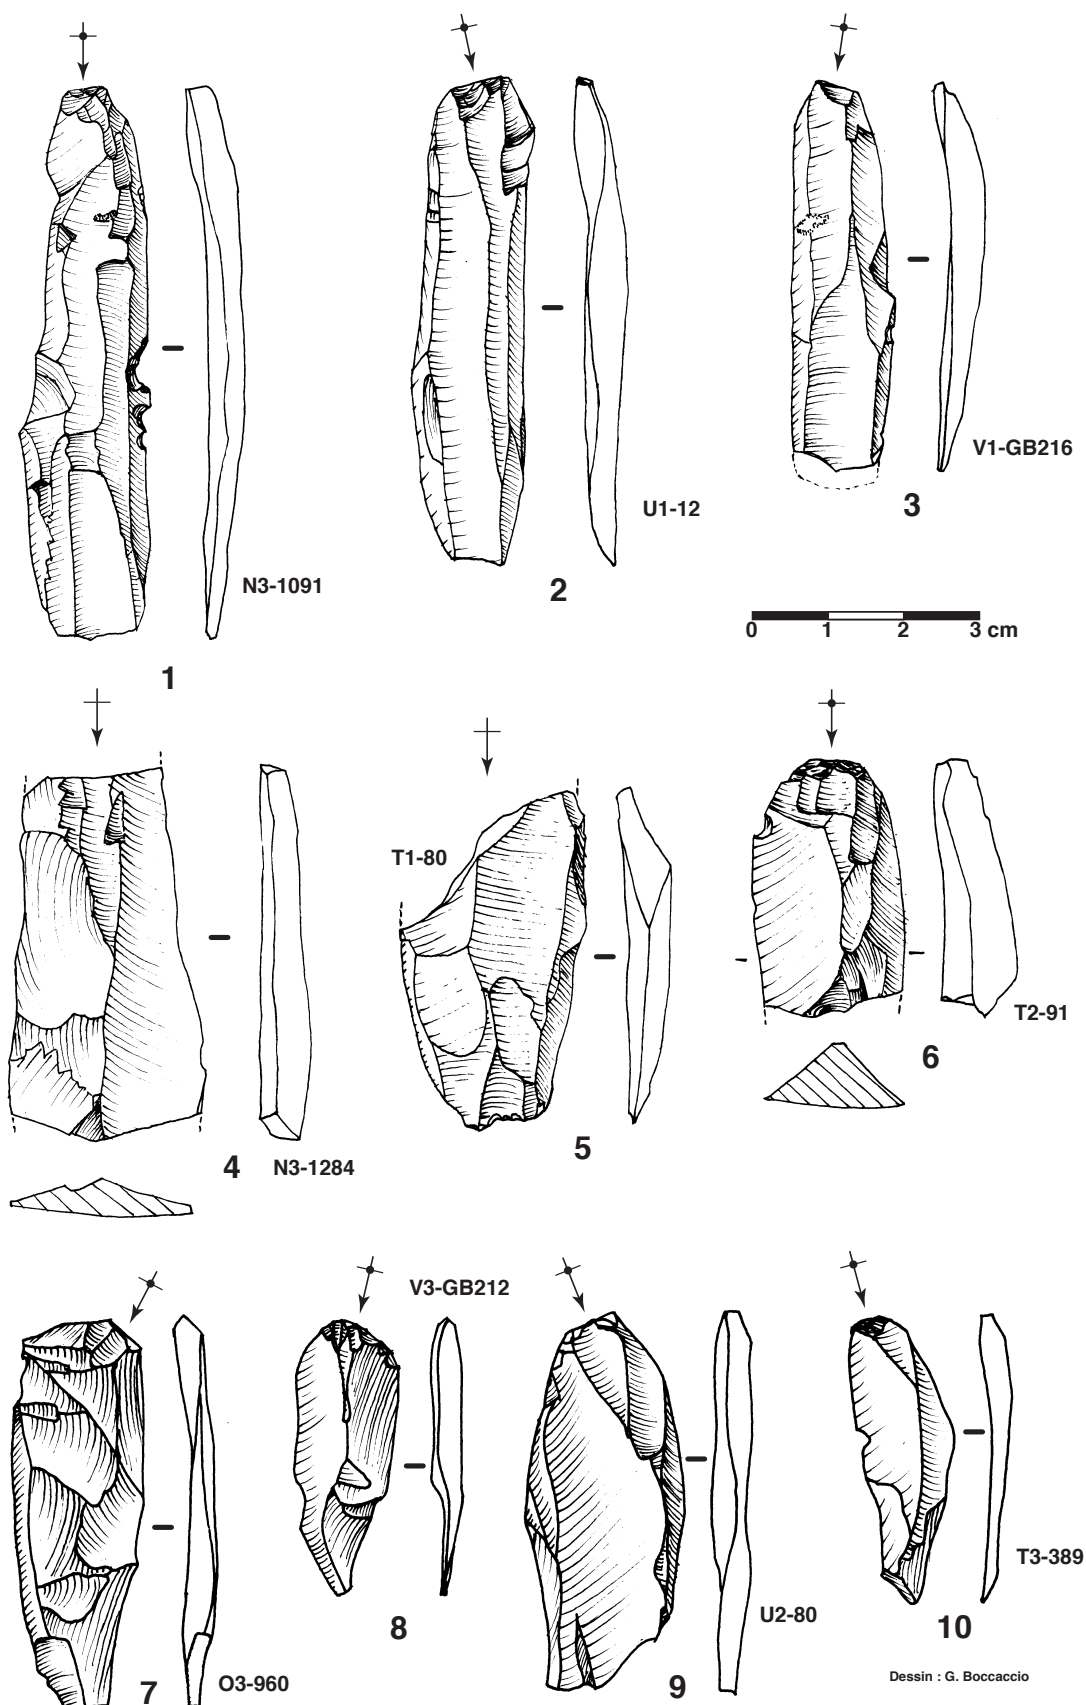 N3-1091
1
U1-12
2
V1-GB216
3
0 1 2 3 cm
N3-1284
4
T1-80
5
T2-91
6
O3-960
7
V3-GB212
8
U2-80
9
T3-389
10
Dessin : G. Boccaccio